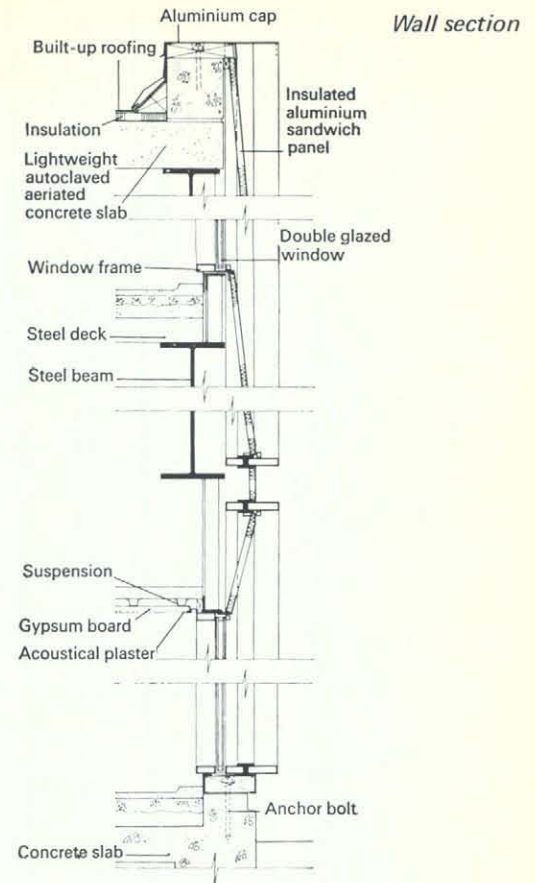 Wall section
Aluminium cap
Built-up roofing
Insulated
aluminium
sandwich
panel
Insulation
Lightweight
autoclaved
aeriated
concrete slab
Double glazed
window
Window frame
Steel deck
Steel beam
Suspension
Gypsum board
Acoustical plaster
Anchor bolt
Concrete slab